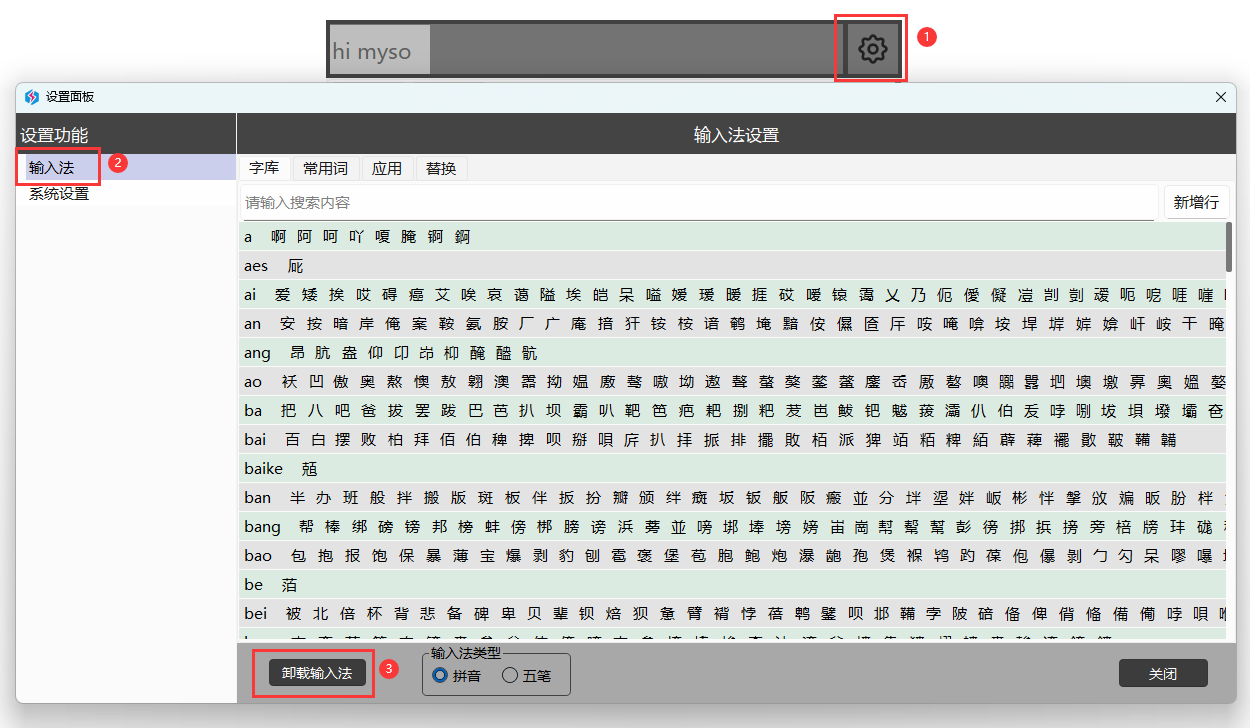 hi myso
1
设置面板
设置功能
输入法设置
输入法
2
字库 常用词 应用 替换
系统设置
请输入搜索内容
新增行
a 啊 阿 呵 吖 嗄 腌 锕 錒
aes 厑
ai 爱 矮 挨 哎 碍 癌 艾 唉 哀 蔼 隘 埃 皑 呆 嗌 嫒 瑷 暧 捱 砹 嗳 锿 霭 乂 乃 伌 僾 儗 凒 剀 剴 叆 呃 呝 啀 嘊
an 安 按 暗 岸 俺 案 鞍 氨 胺 厂 广 庵 揞 犴 铵 桉 谙 鹌 埯 黯 侒 儑 匼 厈 咹 唵 啽 垵 垾 堓 婩 媕 屽 峖 干 晻
ang 昂 肮 盎 仰 卬 岇 枊 醃 醠 骯
ao 袄 凹 傲 奥 熬 懊 敖 翱 澳 嚣 拗 媪 廒 骜 嗷 坳 遨 聱 螯 獒 鏊 鳌 鏖 岙 厫 嫯 噢 嚻 囂 垇 墺 墽 奡 奧 媼
ba 把 八 吧 爸 拔 罢 跋 巴 芭 扒 坝 霸 叭 靶 笆 疤 耙 捌 粑 茇 岜 鲅 钯 魃 菝 灞 仈 伯 叐 哱 哵 坺 垻 墢 壩 夿
bai 百 白 摆 败 柏 拜 佰 伯 稗 捭 呗 掰 唄 庍 扒 拝 挀 排 擺 敗 栢 派 猈 竡 粨 粺 絔 薜 薭 襬 贁 鞁 鞴 韛
baike 兡
ban 半 办 班 般 拌 搬 版 斑 板 伴 扳 扮 瓣 颁 绊 癍 坂 钣 舨 阪 瘢 並 分 坢 埿 姅 岅 彬 怑 搫 攽 斒 昄 朌 柈
bang 帮 棒 绑 磅 镑 邦 榜 蚌 傍 梆 膀 谤 浜 蒡 並 嗙 垹 埲 塝 嫎 峀 崗 幇 幚 幫 彭 徬 挷 捠 搒 旁 棓 牓 玤 硥
bao 包 抱 报 饱 保 暴 薄 宝 爆 剥 豹 刨 雹 褒 堡 苞 胞 鲍 炮 瀑 龅 孢 煲 褓 鸨 趵 葆 佨 儤 剝 勹 勽 呆 嘐 嚗
be 萡
bei 被 北 倍 杯 背 悲 备 碑 卑 贝 辈 钡 焙 狈 惫 臂 褙 悖 蓓 鹎 鐾 呗 邶 鞴 孛 陂 碚 俻 俾 偝 偹 備 僃 哱 唄
卸载输入法
3
输入法类型
拼音 五笔
关闭